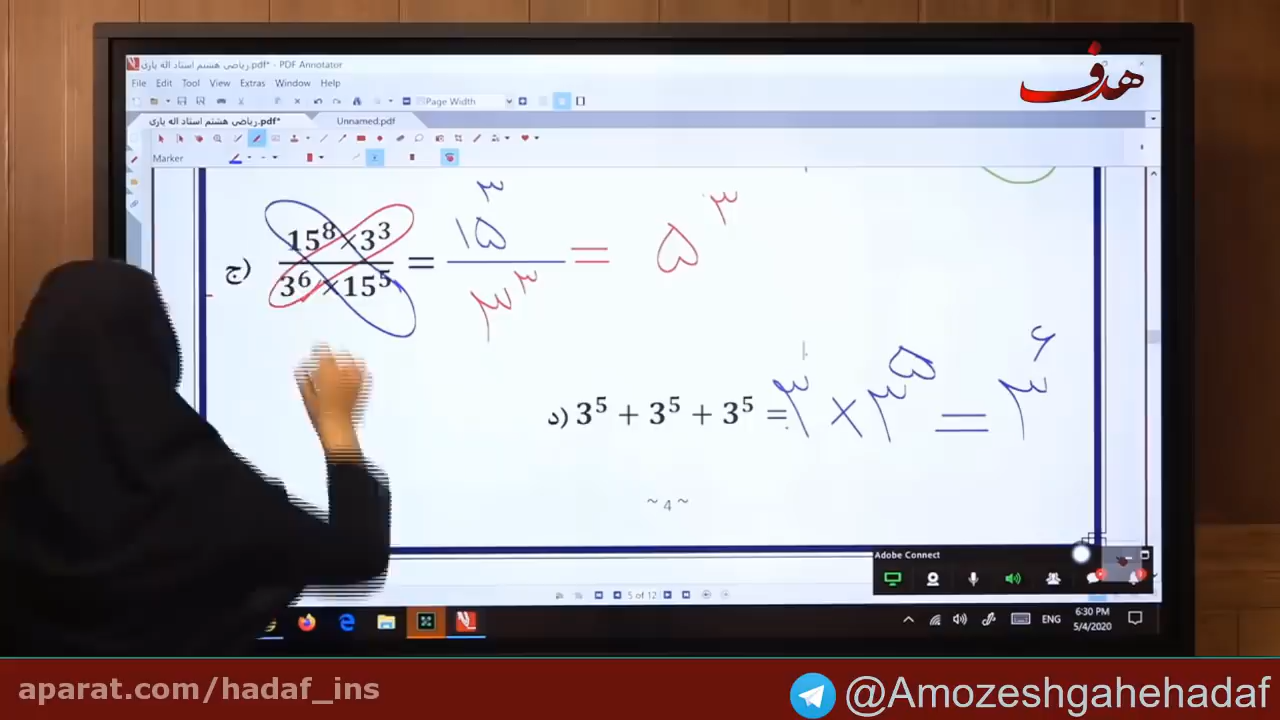 هدف
ریاضی هشتم استاد اله یاری.pdf* - PDF Annotator
File Edit Tool View Extras Window Help
Page Width
ریاضی هشتم استاد اله یاری.pdf* Unnamed.pdf
Marker
ج) 15⁸×3³ / 3⁶×15⁵ = ۱۵³ / ۳³ = ۵³
د) 3⁵ + 3⁵ + 3⁵ = ۳¹ × ۳⁵ = ۳⁶
~ 4 ~
Adobe Connect
5 of 12
ENG
6:30 PM
5/4/2020
aparat.com/hadaf_ins
@Amozeshgahehadaf